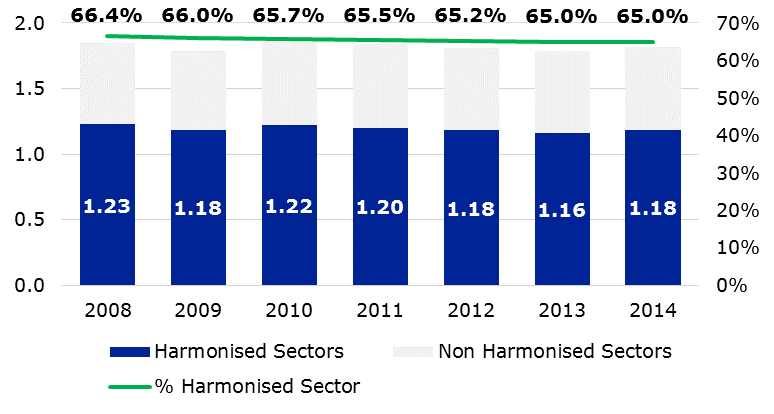 66.4% 66.0% 65.7% 65.5% 65.2% 65.0% 65.0%
2.0 70%
60%
1.5
50%
1.0 40%
30%
1.23 1.18 1.22 1.20 1.18 1.16 1.18
0.5 20%
10%
0.0 0%
2008 2009 2010 2011 2012 2013 2014
Harmonised Sectors Non Harmonised Sectors
% Harmonised Sector